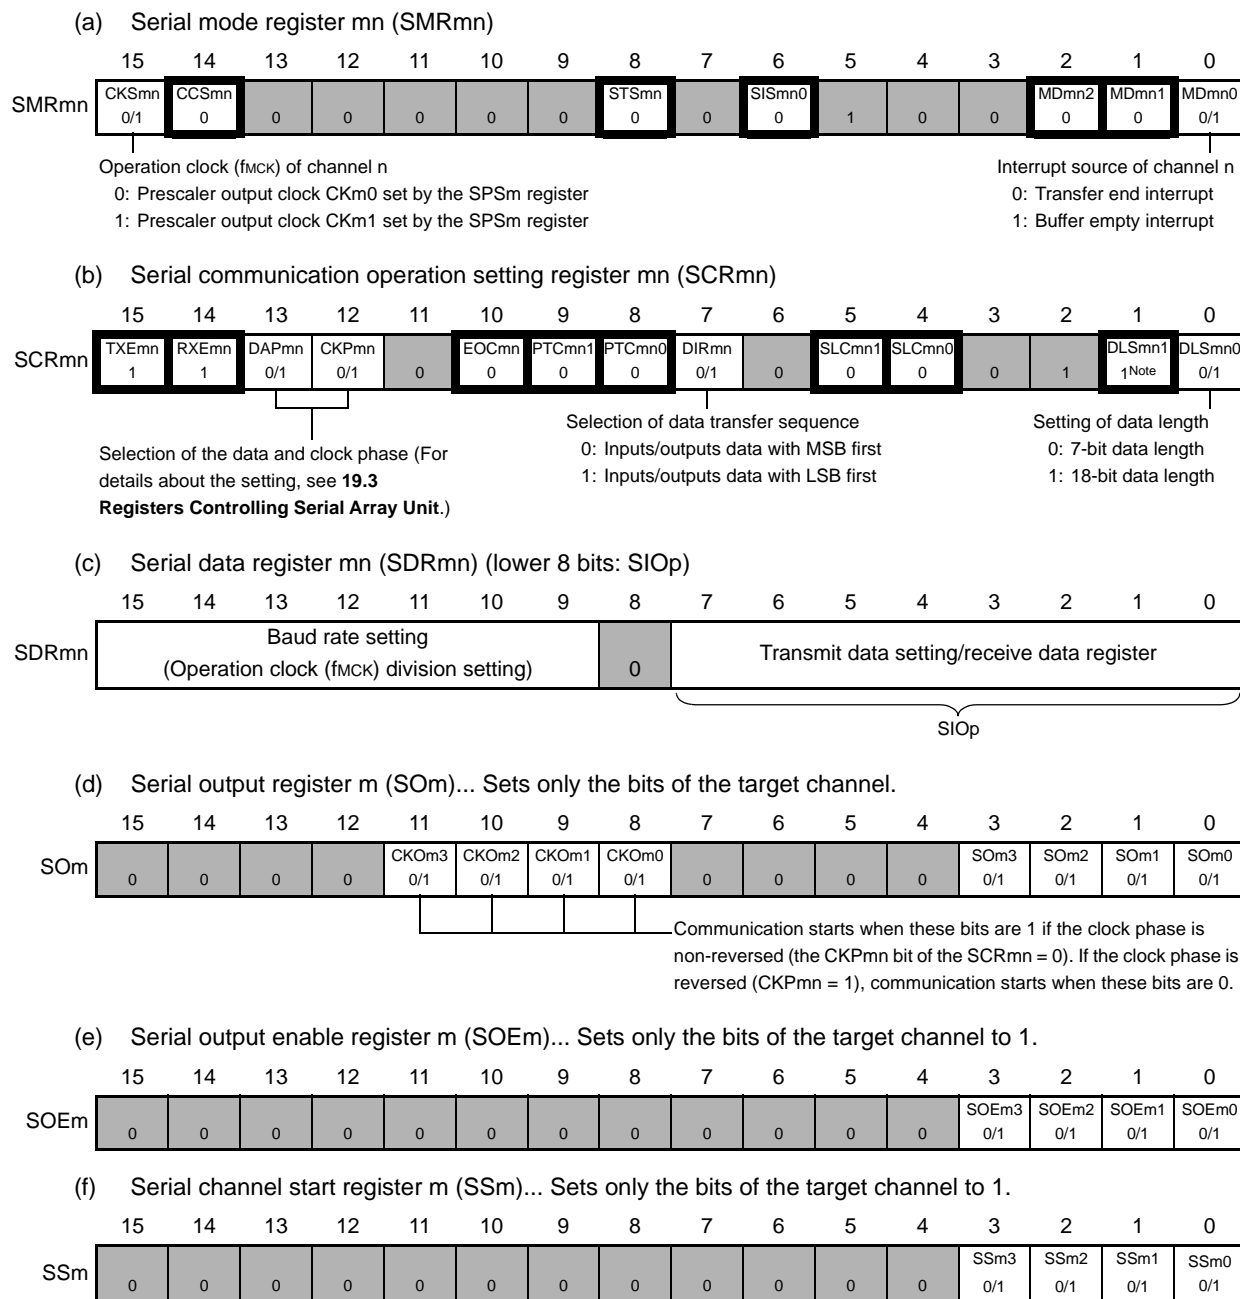 (a) Serial mode register mn (SMRmn)
15 14 13 12 11 10 9 8 7 6 5 4 3 2 1 0
SMRmn
CKSmn CCSmn STSmn SISmn0 MDmn2 MDmn1 MDmn0
0/1 0 0 0 0 0 0 0 0 0 1 0 0 0 0 0/1
Operation clock (fMCK) of channel n
0: Prescaler output clock CKm0 set by the SPSm register
1: Prescaler output clock CKm1 set by the SPSm register
Interrupt source of channel n
0: Transfer end interrupt
1: Buffer empty interrupt
(b) Serial communication operation setting register mn (SCRmn)
15 14 13 12 11 10 9 8 7 6 5 4 3 2 1 0
SCRmn
TXEmn RXEmn DAPmn CKPmn EOCmn PTCmn1 PTCmn0 DIRmn SLCmn1 SLCmn0 DLSmn1 DLSmn0
1 1 0/1 0/1 0 0 0 0 0/1 0 0 0 0 1 1Note 0/1
Selection of the data and clock phase (For
details about the setting, see 19.3
Registers Controlling Serial Array Unit.)
Selection of data transfer sequence
0: Inputs/outputs data with MSB first
1: Inputs/outputs data with LSB first
Setting of data length
0: 7-bit data length
1: 18-bit data length
(c) Serial data register mn (SDRmn) (lower 8 bits: SIOp)
15 14 13 12 11 10 9 8 7 6 5 4 3 2 1 0
SDRmn
Baud rate setting
(Operation clock (fMCK) division setting)
0
Transmit data setting/receive data register
SIOp
(d) Serial output register m (SOm)... Sets only the bits of the target channel.
15 14 13 12 11 10 9 8 7 6 5 4 3 2 1 0
SOm
CKOm3 CKOm2 CKOm1 CKOm0 SOm3 SOm2 SOm1 SOm0
0 0 0 0 0/1 0/1 0/1 0/1 0 0 0 0 0/1 0/1 0/1 0/1
Communication starts when these bits are 1 if the clock phase is
non-reversed (the CKPmn bit of the SCRmn = 0). If the clock phase is
reversed (CKPmn = 1), communication starts when these bits are 0.
(e) Serial output enable register m (SOEm)... Sets only the bits of the target channel to 1.
15 14 13 12 11 10 9 8 7 6 5 4 3 2 1 0
SOEm
SOEm3 SOEm2 SOEm1 SOEm0
0 0 0 0 0 0 0 0 0 0 0 0 0/1 0/1 0/1 0/1
(f) Serial channel start register m (SSm)... Sets only the bits of the target channel to 1.
15 14 13 12 11 10 9 8 7 6 5 4 3 2 1 0
SSm
SSm3 SSm2 SSm1 SSm0
0 0 0 0 0 0 0 0 0 0 0 0 0/1 0/1 0/1 0/1